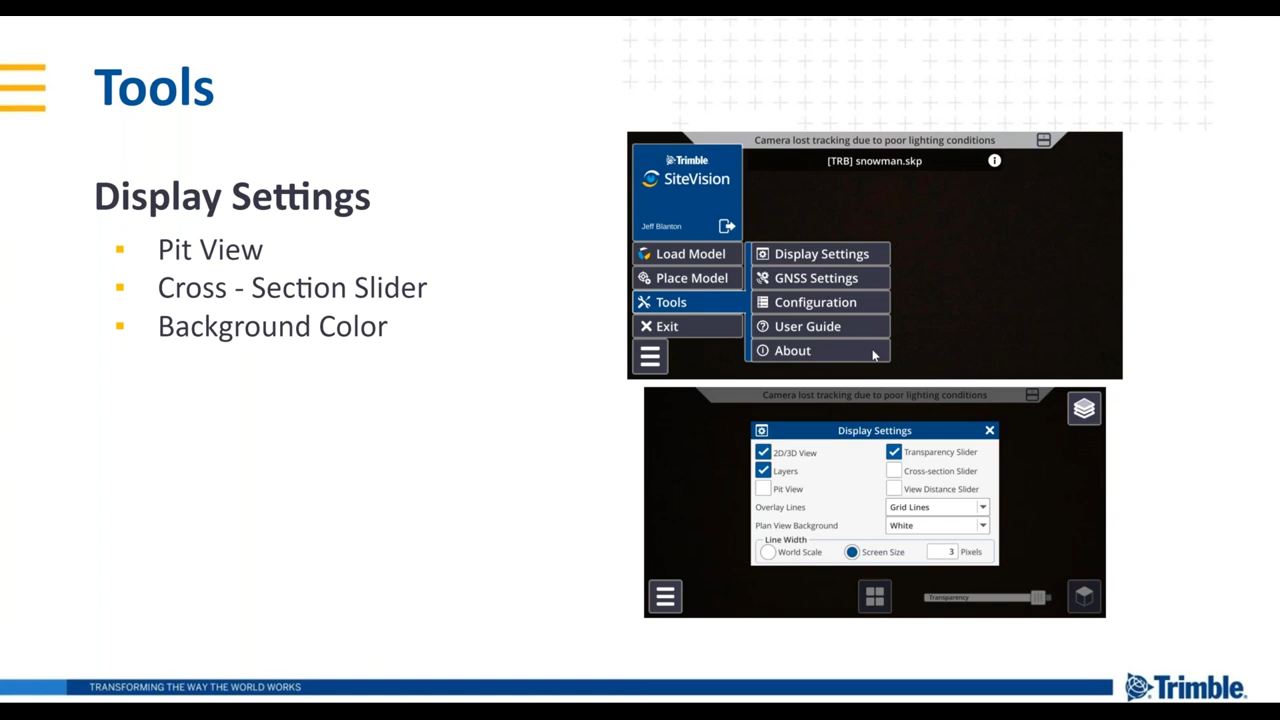 Tools
Display Settings
Pit View
Cross - Section Slider
Background Color
Camera lost tracking due to poor lighting conditions
[TRB] snowman.skp
Trimble
SiteVision
Jeff Blanton
Load Model
Place Model
Tools
Exit
Display Settings
GNSS Settings
Configuration
User Guide
About
Camera lost tracking due to poor lighting conditions
Display Settings
2D/3D View
Transparency Slider
Layers
Cross-section Slider
Pit View
View Distance Slider
Overlay Lines
Grid Lines
Plan View Background
White
Line Width
World Scale
Screen Size
3 Pixels
Transparency
TRANSFORMING THE WAY THE WORLD WORKS
Trimble.